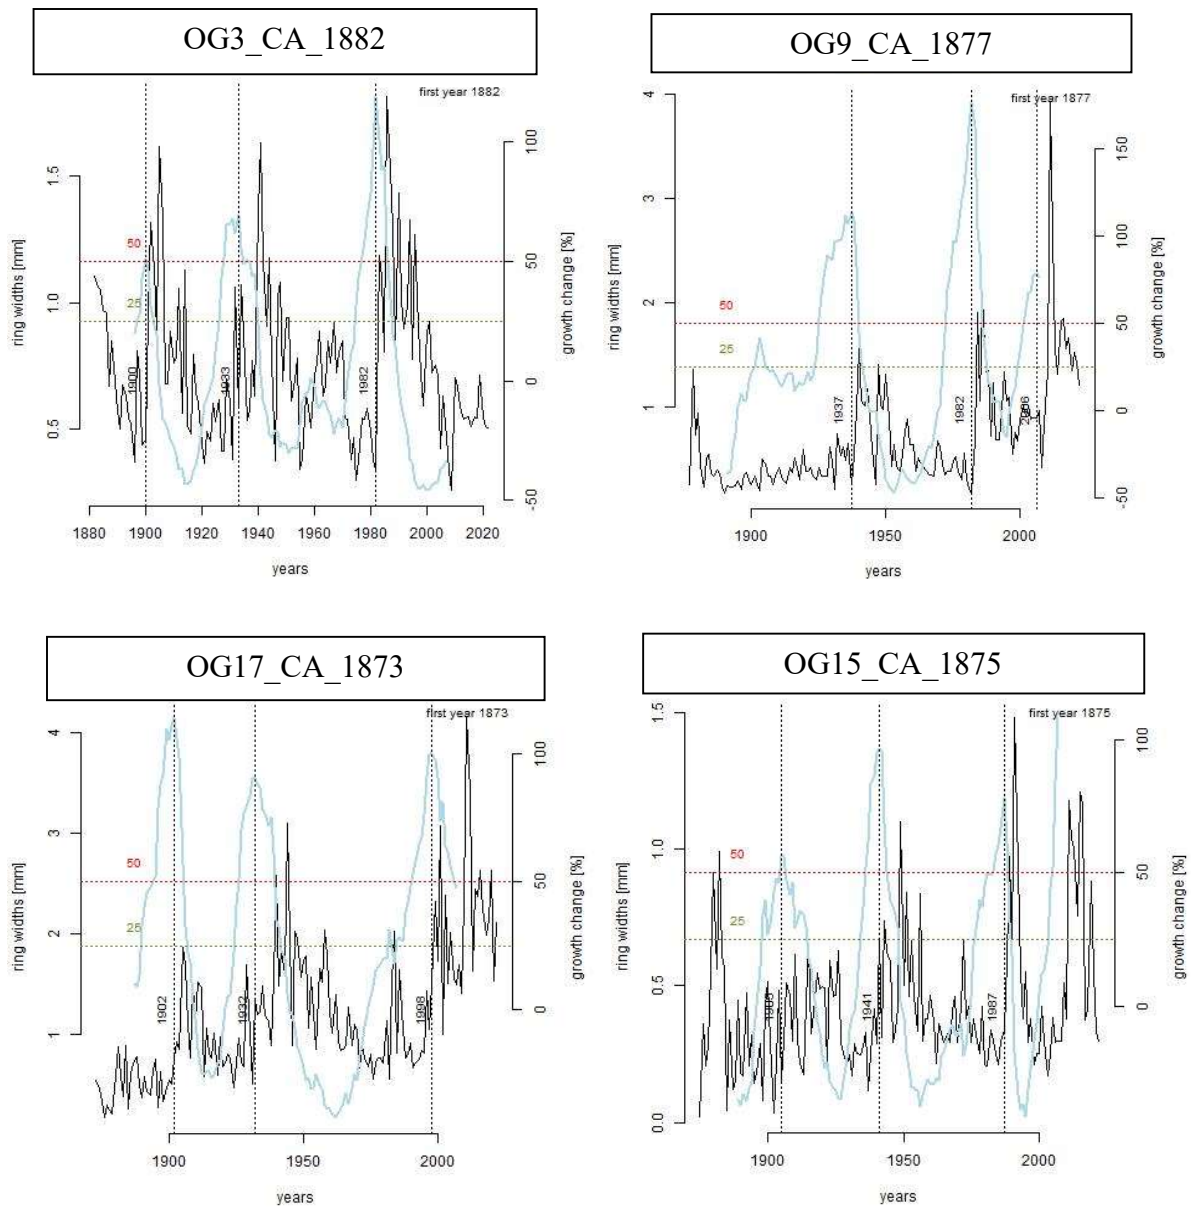 OG3_CA_1882
first year 1882
ring widths [mm]
0.5 1.0 1.5
50
25
1900
1933
1982
-50 0 50 100
growth change [%]
1880 1900 1920 1940 1960 1980 2000 2020
years
OG9_CA_1877
first year 1877
ring widths [mm]
1 2 3 4
50
25
1937
1982
2006
-50 0 50 100 150
growth change [%]
1900 1950 2000
years
OG17_CA_1873
first year 1873
ring widths [mm]
1 2 3 4
50
25
1902
1932
1998
0 50 100
growth change [%]
1900 1950 2000
years
OG15_CA_1875
first year 1875
ring widths [mm]
0.0 0.5 1.0 1.5
50
25
1905
1941
1987
0 50 100
growth change [%]
1900 1950 2000
years